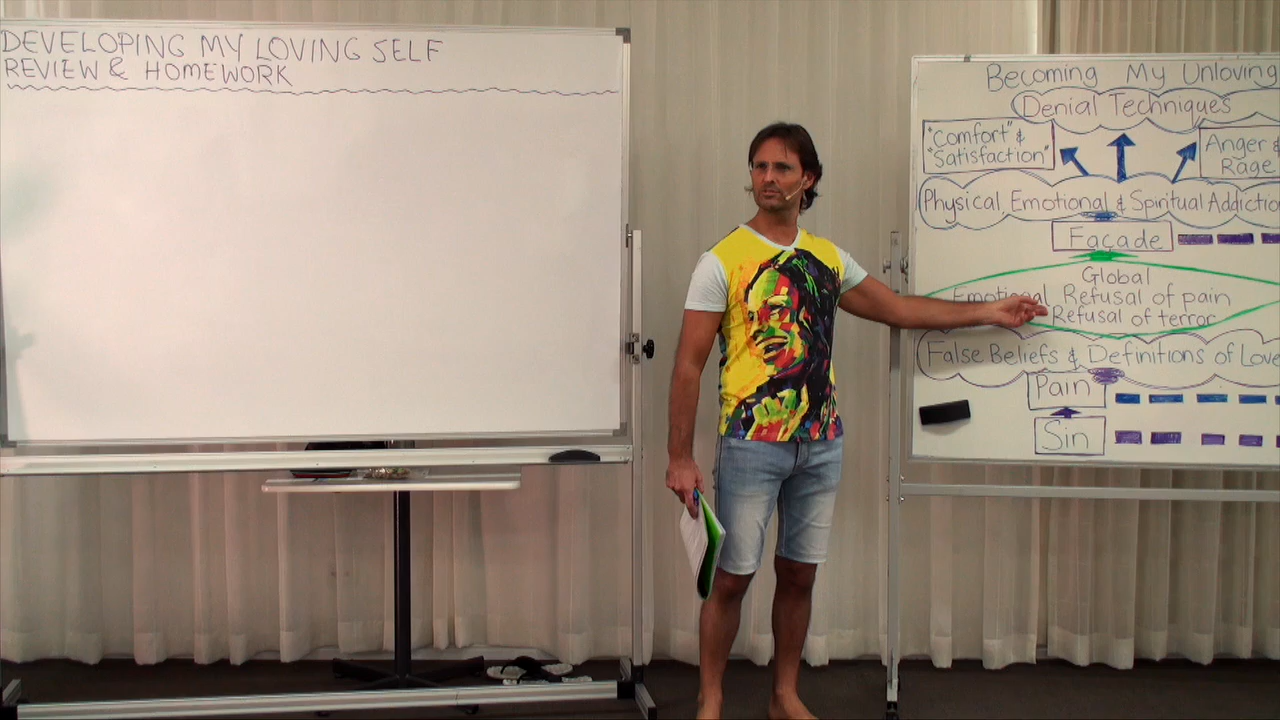 DEVELOPING MY LOVING SELF
REVIEW & HOMEWORK
Becoming My Unloving
Denial Techniques
"Comfort" &
"Satisfaction"
Anger &
Rage
Physical, Emotional & Spiritual Addictio
Façade
Global
Emotional Refusal of pain
Refusal of terror
False Beliefs & Definitions of Love
Pain
Sin